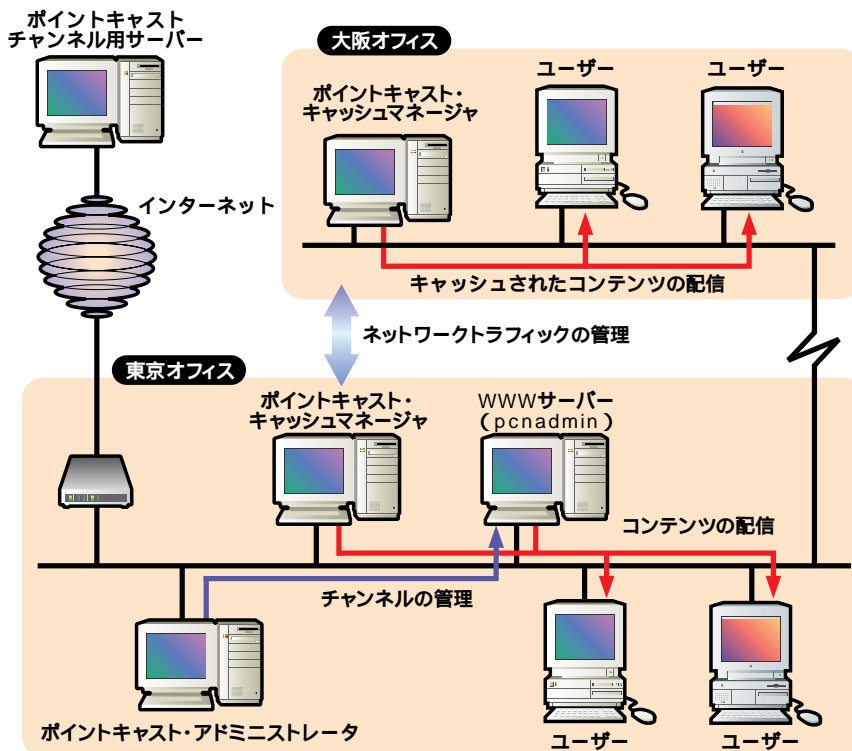 ポイントキャスト
チャンネル用サーバー
インターネット
大阪オフィス
ポイントキャスト・
キャッシュマネージャ
ユーザー
ユーザー
キャッシュされたコンテンツの配信
ネットワークトラフィックの管理
東京オフィス
ポイントキャスト・
キャッシュマネージャ
WWWサーバー
(pcnadmin)
コンテンツの配信
チャンネルの管理
ポイントキャスト・アドミニストレータ
ユーザー
ユーザー